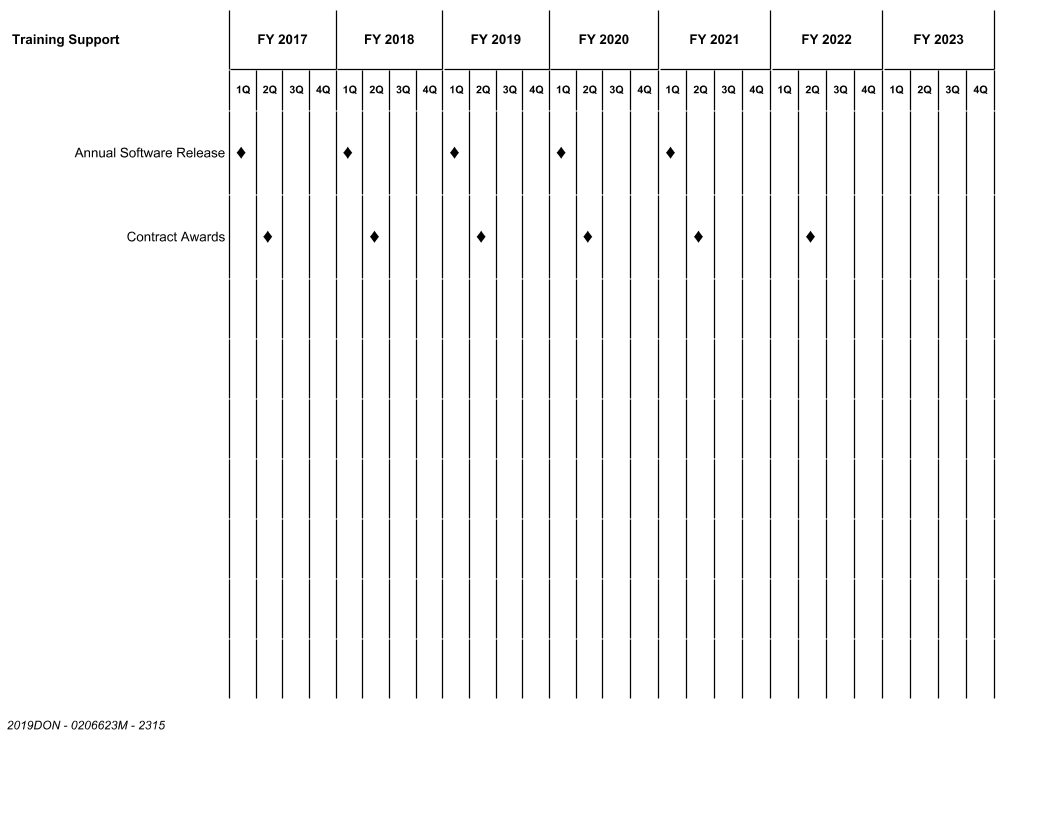 Training Support FY 2017 FY 2018 FY 2019 FY 2020 FY 2021 FY 2022 FY 2023
1Q 2Q 3Q 4Q 1Q 2Q 3Q 4Q 1Q 2Q 3Q 4Q 1Q 2Q 3Q 4Q 1Q 2Q 3Q 4Q 1Q 2Q 3Q 4Q 1Q 2Q 3Q 4Q
Annual Software Release
Contract Awards
2019DON - 0206623M - 2315